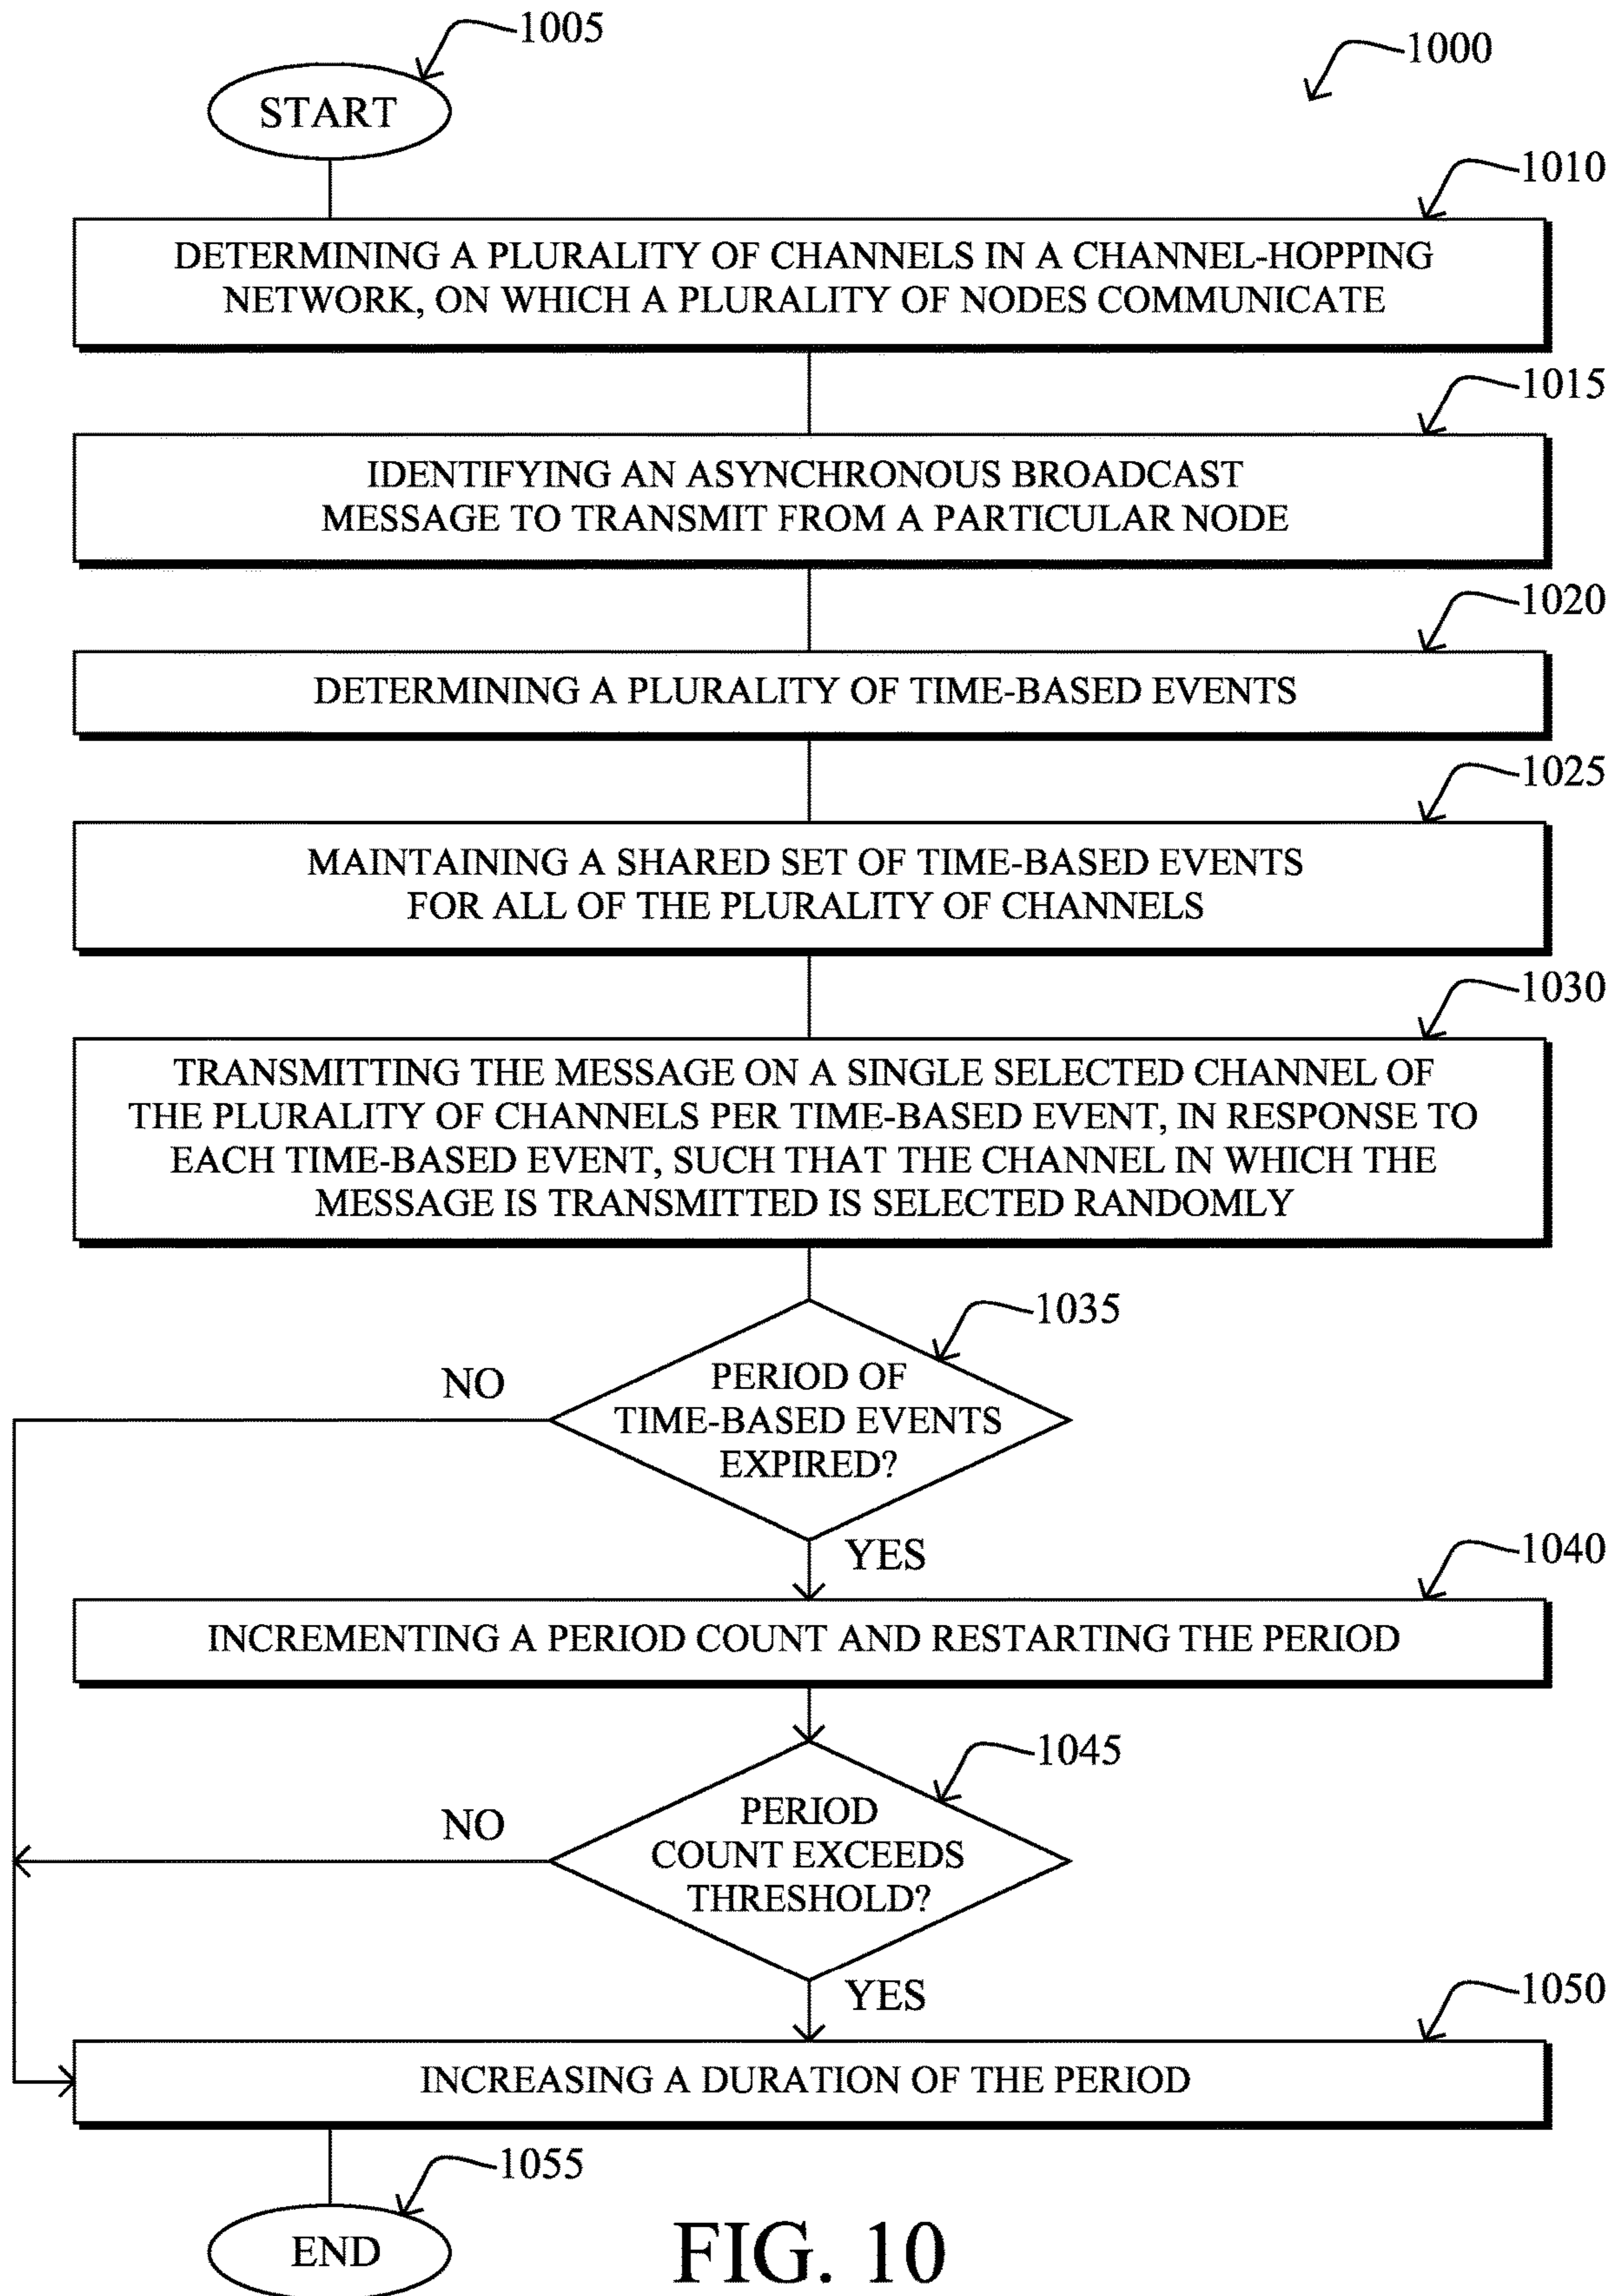 1005
START
1000
1010
DETERMINING A PLURALITY OF CHANNELS IN A CHANNEL-HOPPING
NETWORK, ON WHICH A PLURALITY OF NODES COMMUNICATE
1015
IDENTIFYING AN ASYNCHRONOUS BROADCAST
MESSAGE TO TRANSMIT FROM A PARTICULAR NODE
1020
DETERMINING A PLURALITY OF TIME-BASED EVENTS
1025
MAINTAINING A SHARED SET OF TIME-BASED EVENTS
FOR ALL OF THE PLURALITY OF CHANNELS
1030
TRANSMITTING THE MESSAGE ON A SINGLE SELECTED CHANNEL OF
THE PLURALITY OF CHANNELS PER TIME-BASED EVENT, IN RESPONSE TO
EACH TIME-BASED EVENT, SUCH THAT THE CHANNEL IN WHICH THE
MESSAGE IS TRANSMITTED IS SELECTED RANDOMLY
1035
NO
PERIOD OF
TIME-BASED EVENTS
EXPIRED?
YES
1040
INCREMENTING A PERIOD COUNT AND RESTARTING THE PERIOD
1045
NO
PERIOD
COUNT EXCEEDS
THRESHOLD?
YES
1050
INCREASING A DURATION OF THE PERIOD
1055
END
FIG. 10